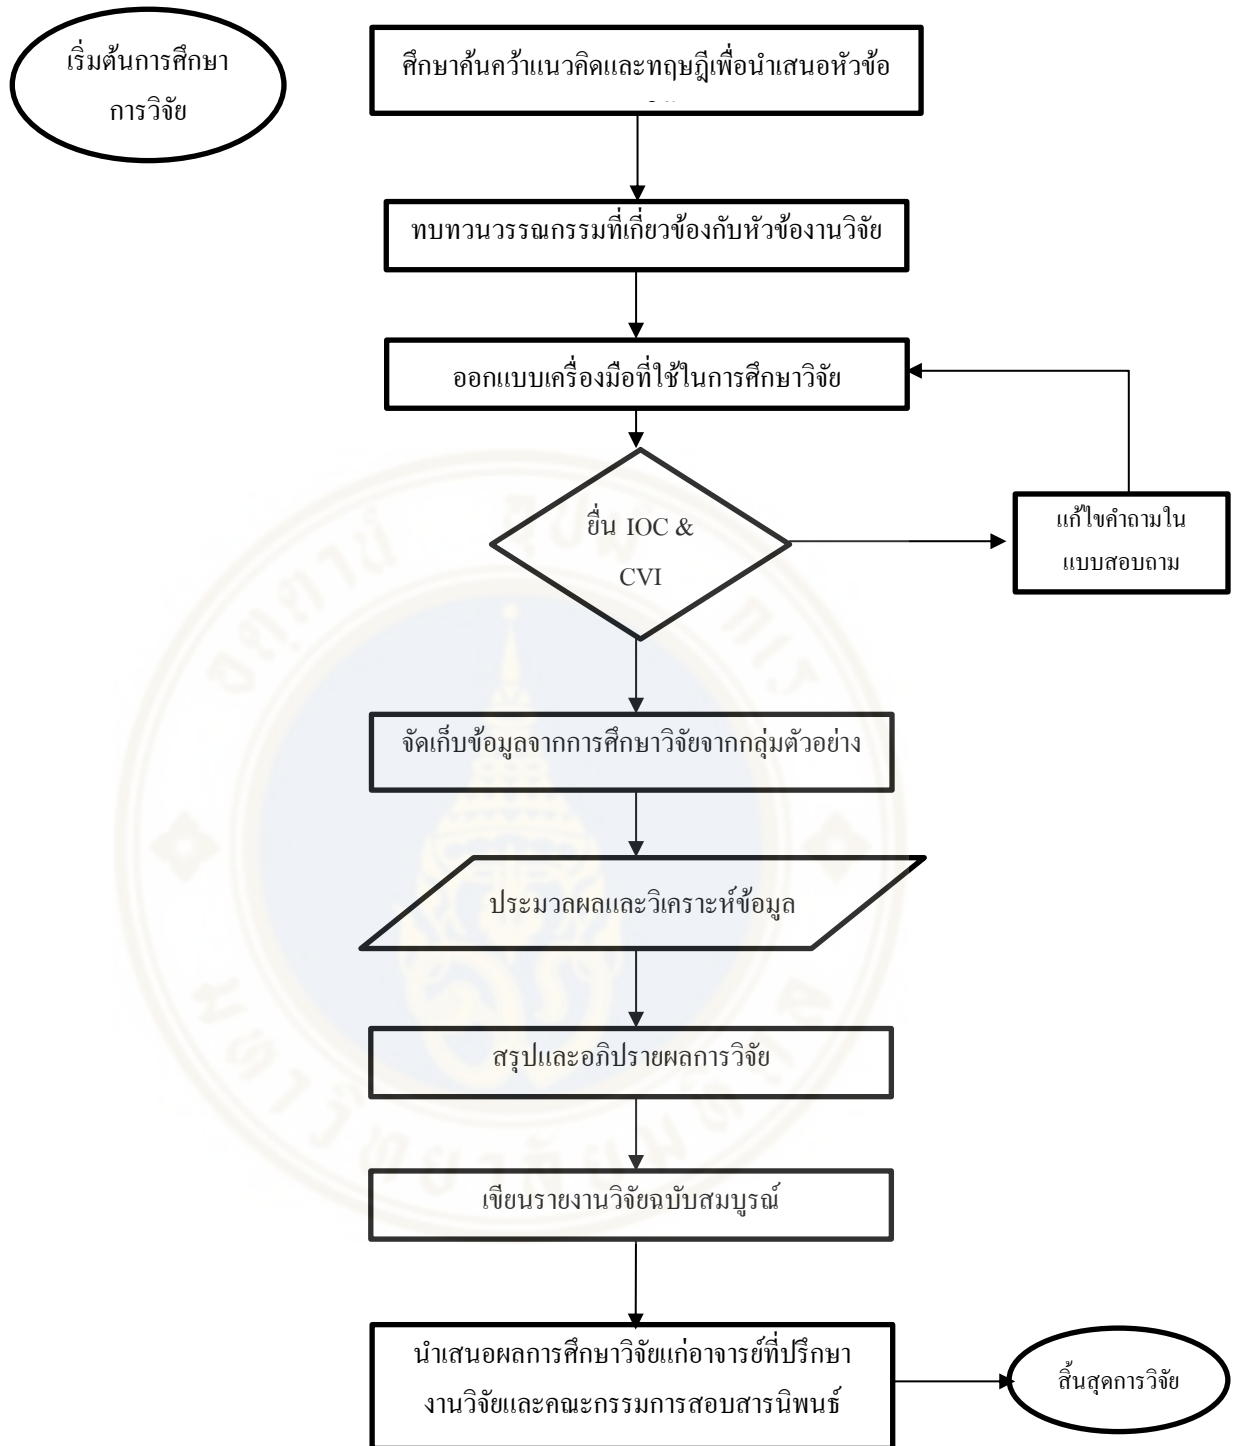 เริ่มต้นการศึกษา
การวิจัย
ศึกษาค้นคว้าแนวคิดและทฤษฎีเพื่อนำเสนอหัวข้อ
ทบทวนวรรณกรรมที่เกี่ยวข้องกับหัวข้องานวิจัย
ออกแบบเครื่องมือที่ใช้ในการศึกษาวิจัย
ยื่น IOC &
CVI
แก้ไขคำถามใน
แบบสอบถาม
จัดเก็บข้อมูลจากการศึกษาวิจัยจากกลุ่มตัวอย่าง
ประมวลผลและวิเคราะห์ข้อมูล
สรุปและอภิปรายผลการวิจัย
เขียนรายงานวิจัยฉบับสมบูรณ์
นำเสนอผลการศึกษาวิจัยแก่อาจารย์ที่ปรึกษา
งานวิจัยและคณะกรรมการสอบสารนิพนธ์
สิ้นสุดการวิจัย
มหาวิทยาลัยมหิดล